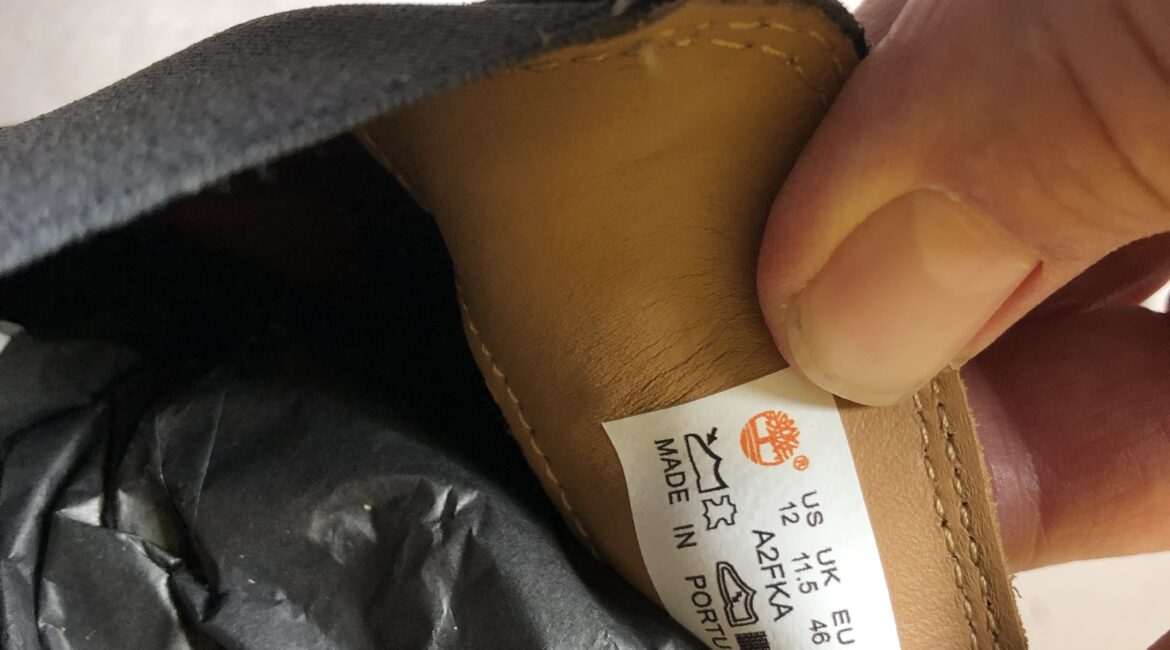 ®
US UK EU
12 11.5 46
A2FKA
MADE IN PORTU